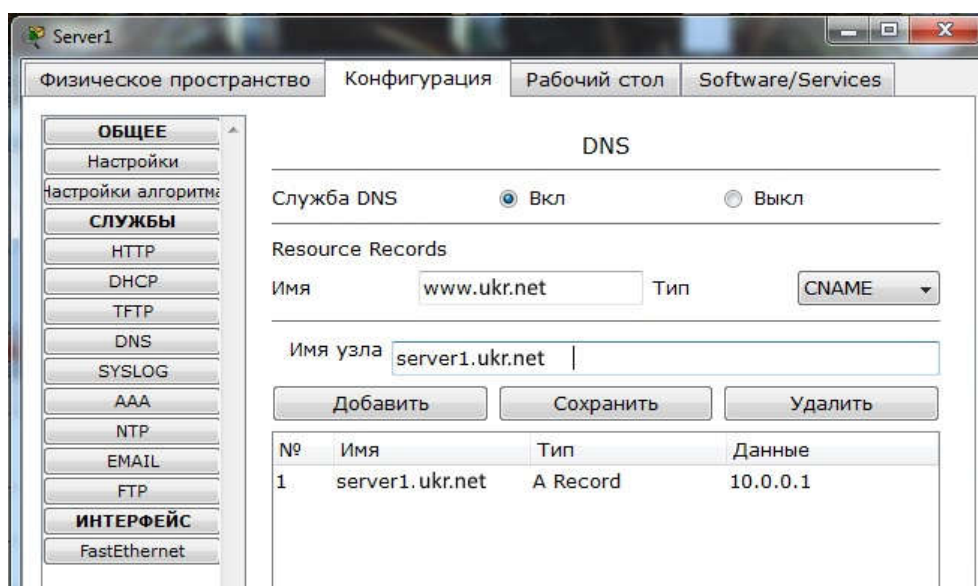 Server1
Физическое пространство Конфигурация Рабочий стол Software/Services
ОБЩЕЕ
Настройки
Настройки алгоритма
СЛУЖБЫ
HTTP
DHCP
TFTP
DNS
SYSLOG
AAA
NTP
EMAIL
FTP
ИНТЕРФЕЙС
FastEthernet
DNS
Служба DNS Вкл Выкл
Resource Records
Имя www.ukr.net Тип CNAME
Имя узла server1.ukr.net
Добавить Сохранить Удалить
№ Имя Тип Данные
1 server1.ukr.net A Record 10.0.0.1